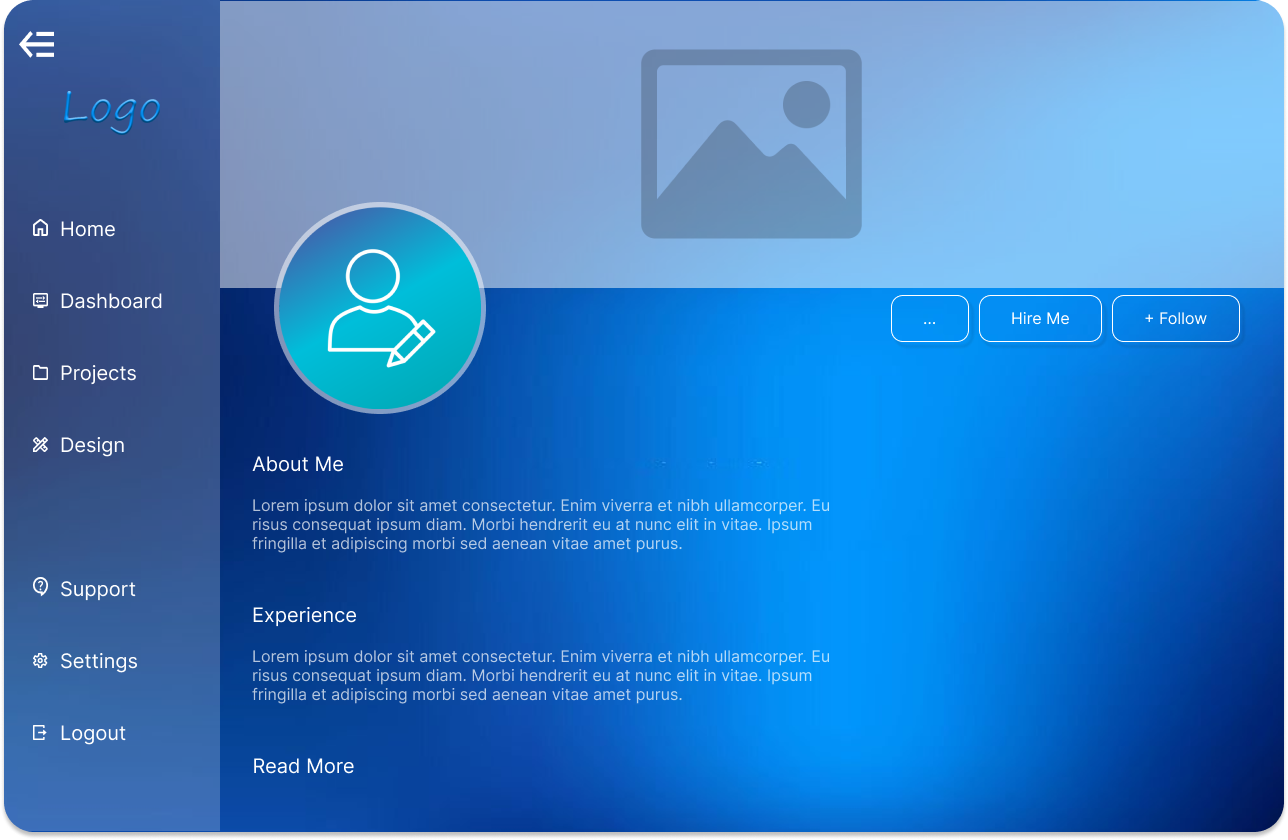 Logo
Home
Dashboard
Projects
Design
Support
Settings
Logout
...
Hire Me
+ Follow
About Me
Lorem ipsum dolor sit amet consectetur. Enim viverra et nibh ullamcorper. Eu
risus consequat ipsum diam. Morbi hendrerit eu at nunc elit in vitae. Ipsum
fringilla et adipiscing morbi sed aenean vitae amet purus.
Experience
Lorem ipsum dolor sit amet consectetur. Enim viverra et nibh ullamcorper. Eu
risus consequat ipsum diam. Morbi hendrerit eu at nunc elit in vitae. Ipsum
fringilla et adipiscing morbi sed aenean vitae amet purus.
Read More